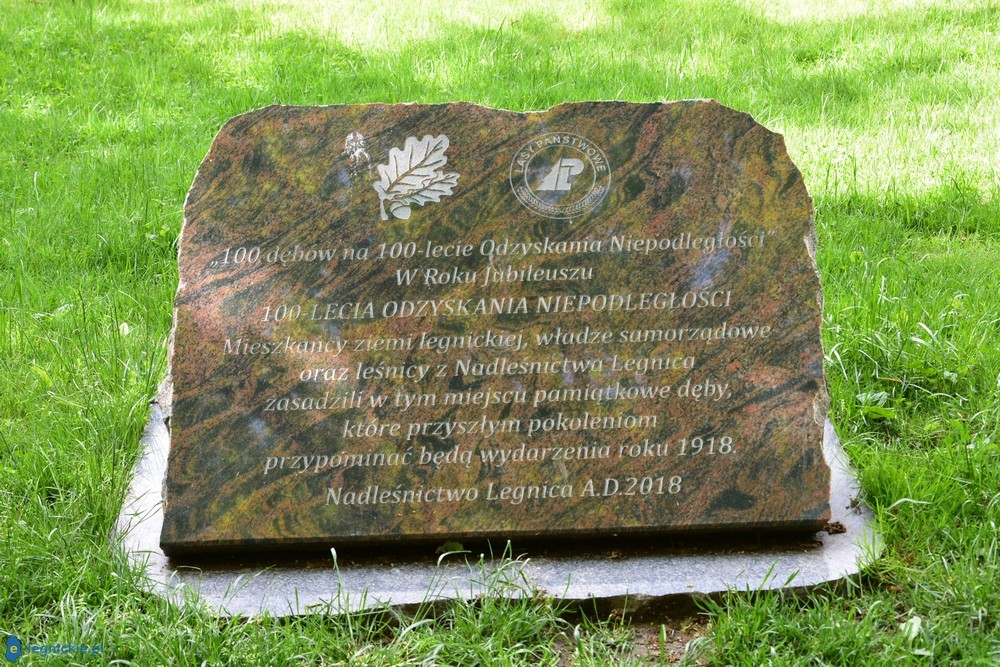 LASY PAŃSTWOWE
„100 dębów na 100-lecie Odzyskania Niepodległości”
W Roku Jubileuszu
100-LECIA ODZYSKANIA NIEPODLEGŁOŚCI
Mieszkańcy ziemi legnickiej, władze samorządowe
oraz leśnicy z Nadleśnictwa Legnica
zasadzili w tym miejscu pamiątkowe dęby,
które przyszłym pokoleniom
przypominać będą wydarzenia roku 1918.
Nadleśnictwo Legnica A.D.2018
e-legnickie.pl